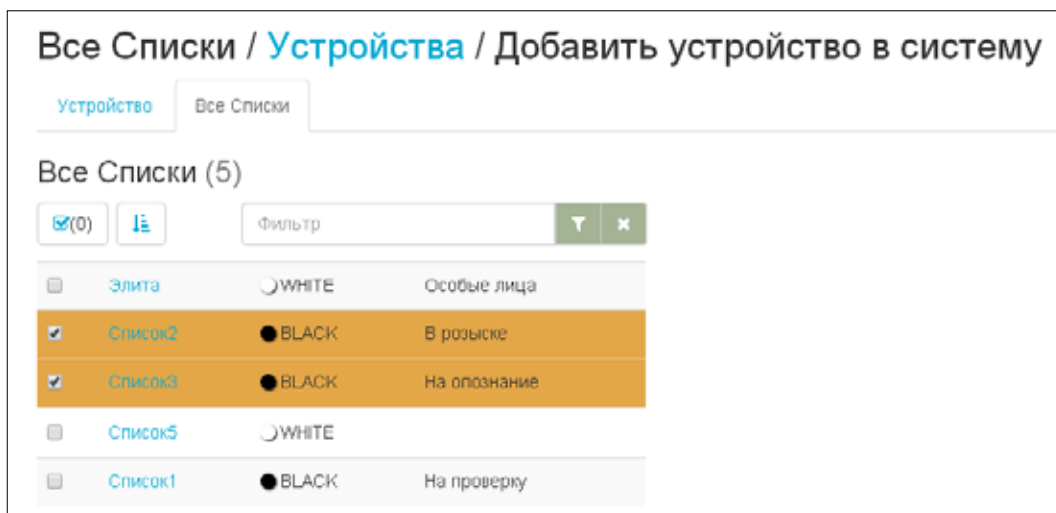 Все Списки / Устройства / Добавить устройство в систему
Устройство Все Списки
Все Списки (5)
(0) Фильтр
Элита WHITE Особые лица
Список2 BLACK В розыске
Список3 BLACK На опознание
Список5 WHITE
Список1 BLACK На проверку